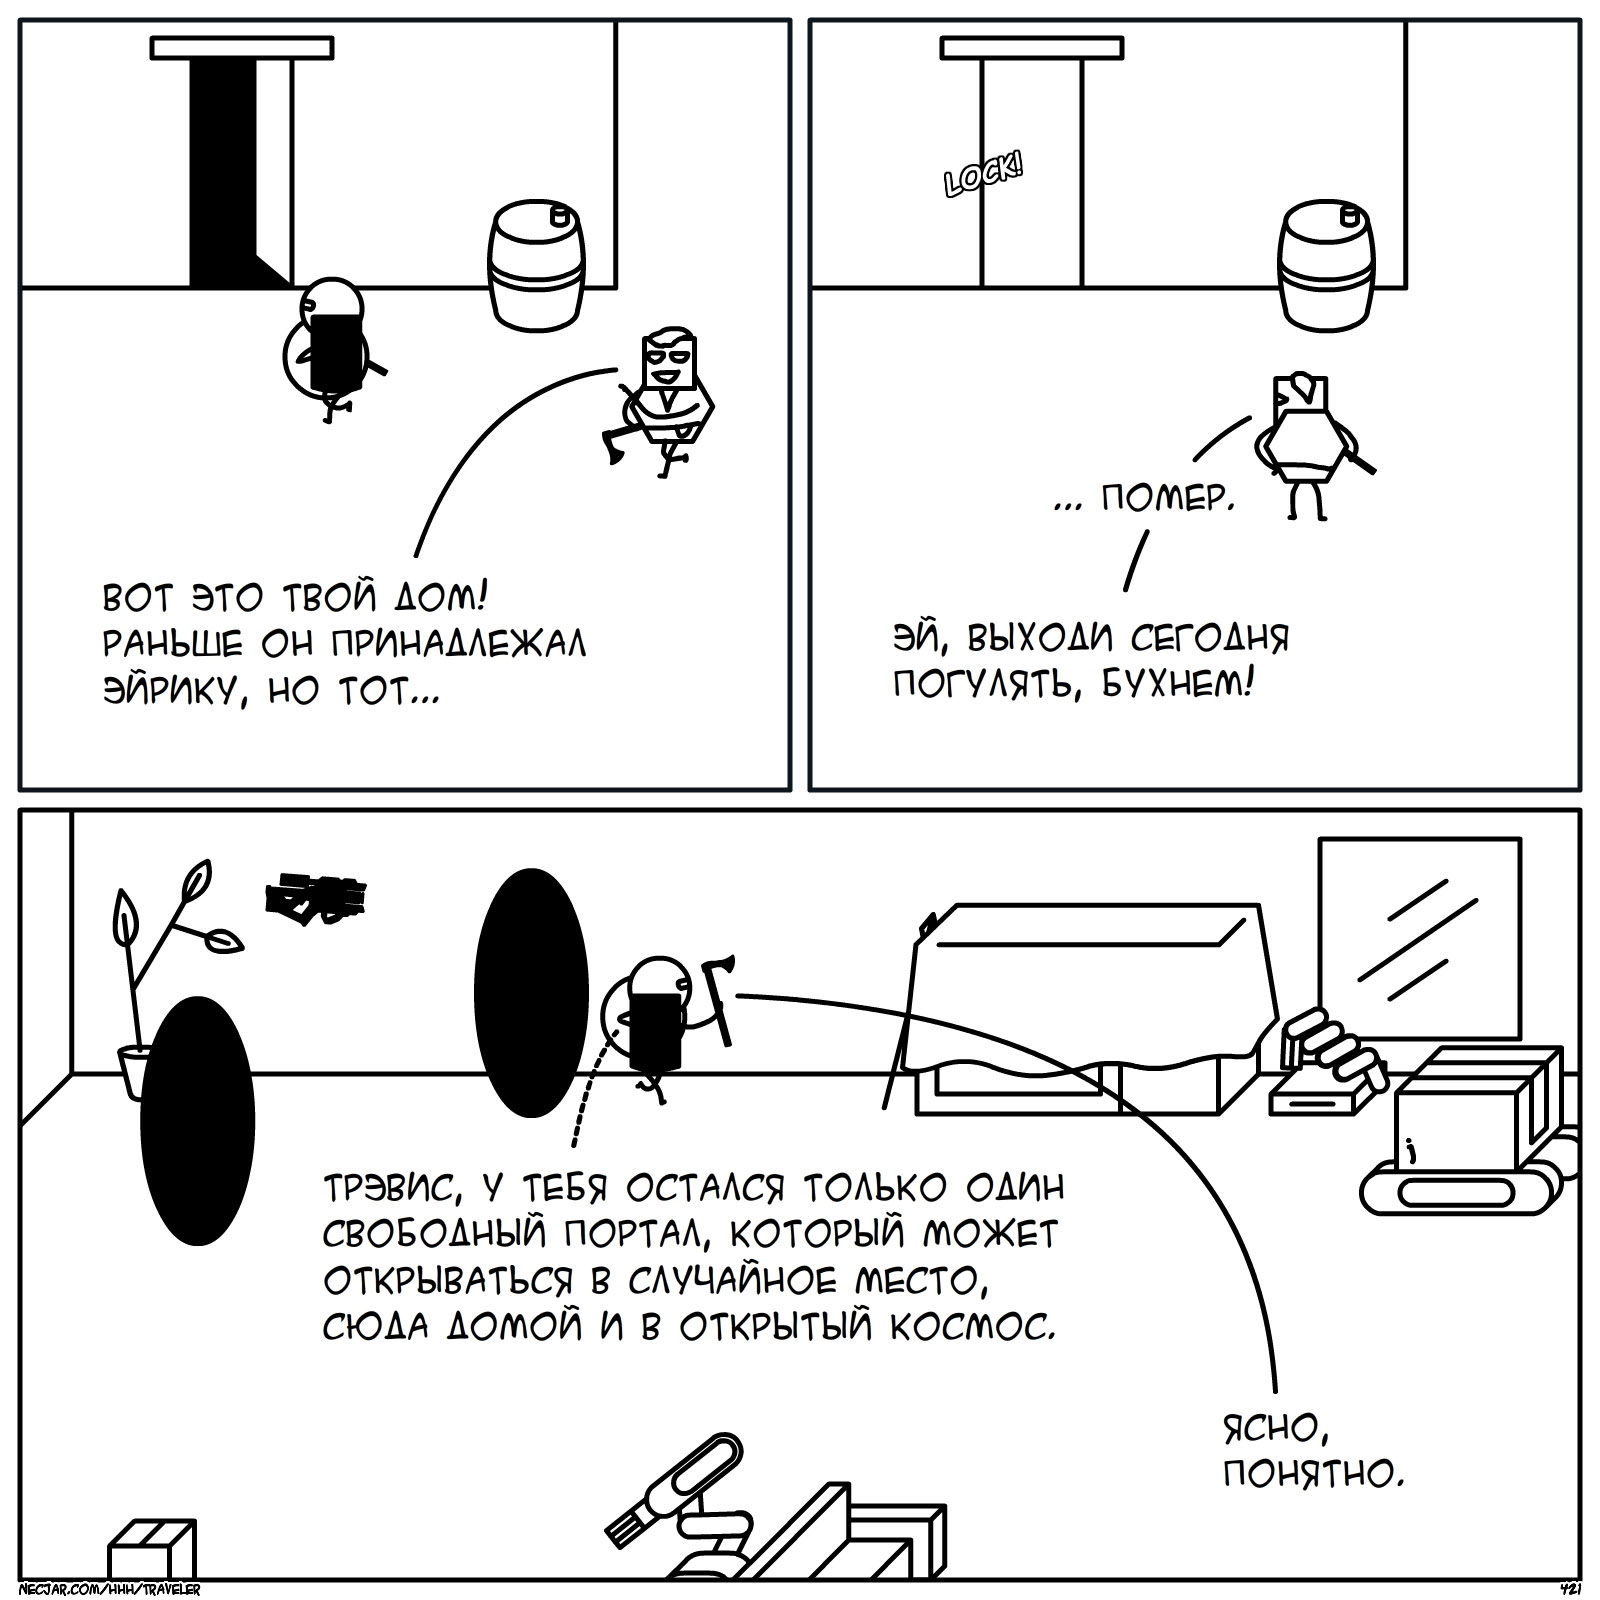 ВОТ ЭТО ТВОЙ ДОМ!
РАНЬШЕ ОН ПРИНАДЛЕЖАЛ
ЭЙРИКУ, НО ТОТ...
LOCK!
... ПОМЕР.
ЭЙ, ВЫХОДИ СЕГОДНЯ
ПОГУЛЯТЬ, БУХНЕМ!
ТРЭВИС, У ТЕБЯ ОСТАЛСЯ ТОЛЬКО ОДИН
СВОБОДНЫЙ ПОРТАЛ, КОТОРЫЙ МОЖЕТ
ОТКРЫВАТЬСЯ В СЛУЧАЙНОЕ МЕСТО,
СЮДА ДОМОЙ И В ОТКРЫТЫЙ КОСМОС.
ЯСНО,
ПОНЯТНО.
NECJAR.COM/HHH/TRAVELER
421